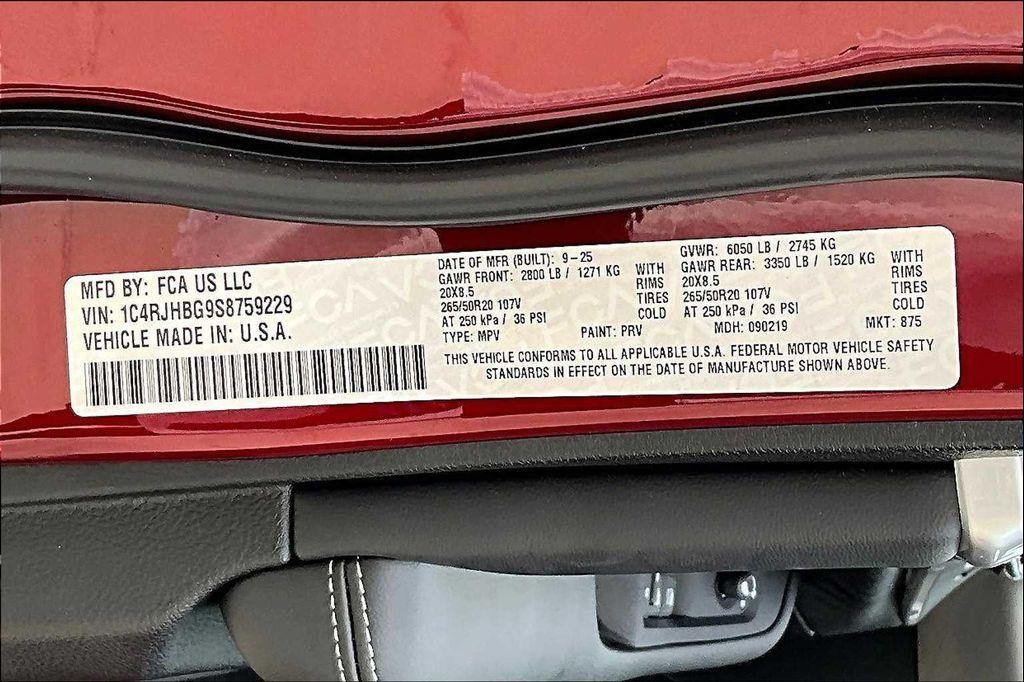 MFD BY: FCA US LLC
VIN: 1C4RJHBG9S8759229
VEHICLE MADE IN: U.S.A.
DATE OF MFR (BUILT): 9-25
GAWR FRONT: 2800 LB / 1271 KG
20X8.5
265/50R20 107V
AT 250 kPa / 36 PSI
TYPE: MPV
WITH
RIMS
TIRES
COLD
PAINT: PRV
GVWR: 6050 LB / 2745 KG
GAWR REAR: 3350 LB / 1520 KG
20X8.5
265/50R20 107V
AT 250 kPa / 36 PSI
MDH: 090219
WITH
RIMS
TIRES
COLD
MKT: 875
THIS VEHICLE CONFORMS TO ALL APPLICABLE U.S.A. FEDERAL MOTOR VEHICLE SAFETY
STANDARDS IN EFFECT ON THE DATE OF MANUFACTURE SHOWN ABOVE.